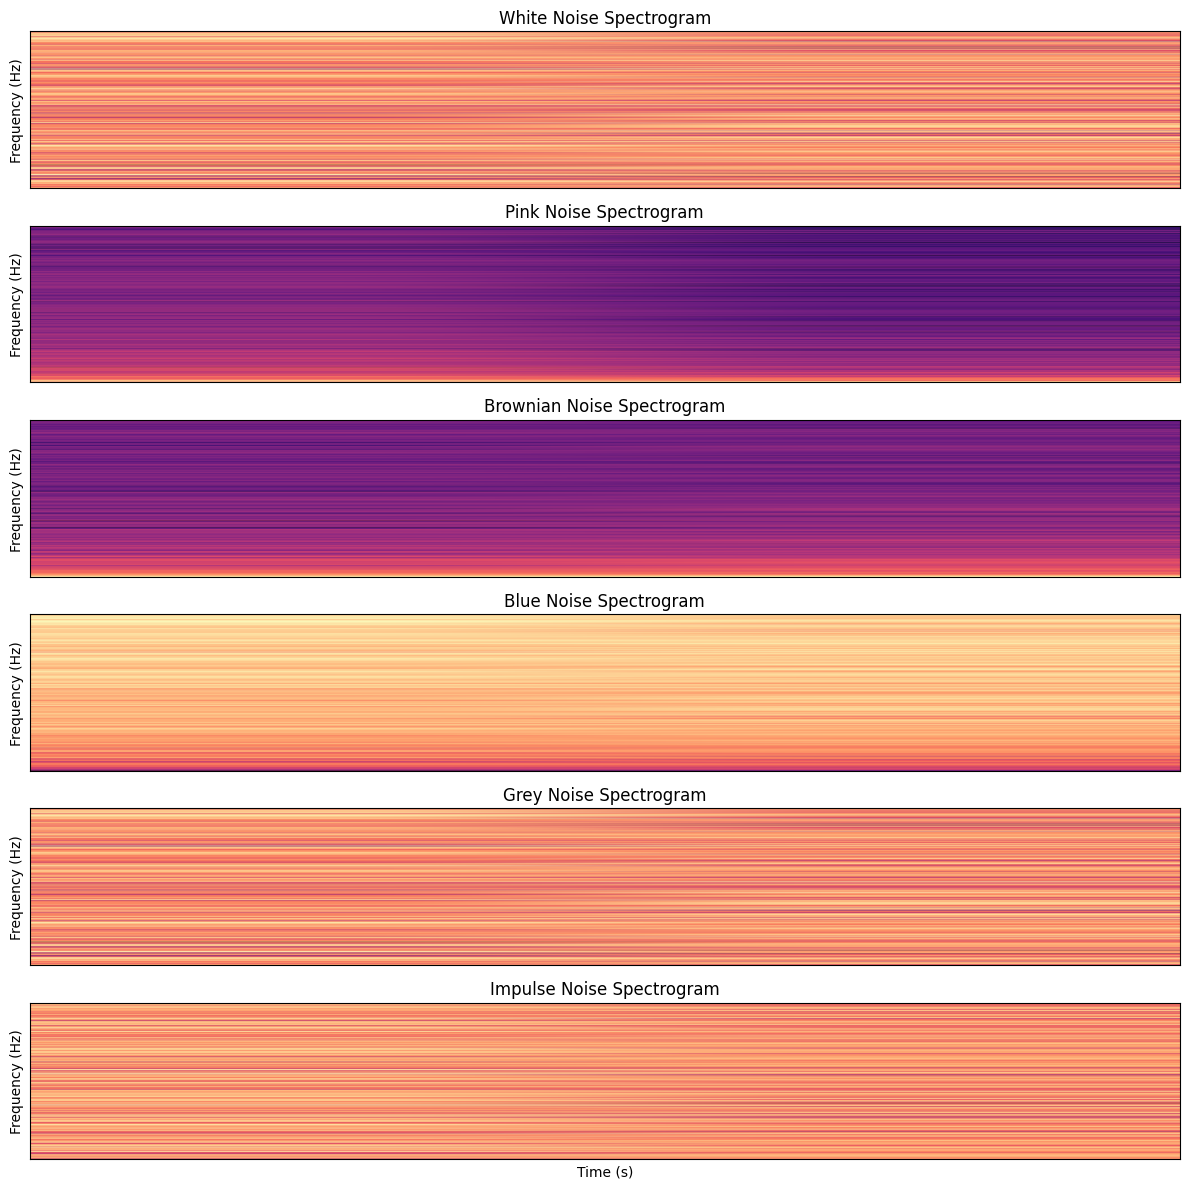 White Noise Spectrogram
Frequency (Hz)
Pink Noise Spectrogram
Frequency (Hz)
Brownian Noise Spectrogram
Frequency (Hz)
Blue Noise Spectrogram
Frequency (Hz)
Grey Noise Spectrogram
Frequency (Hz)
Impulse Noise Spectrogram
Frequency (Hz)
Time (s)